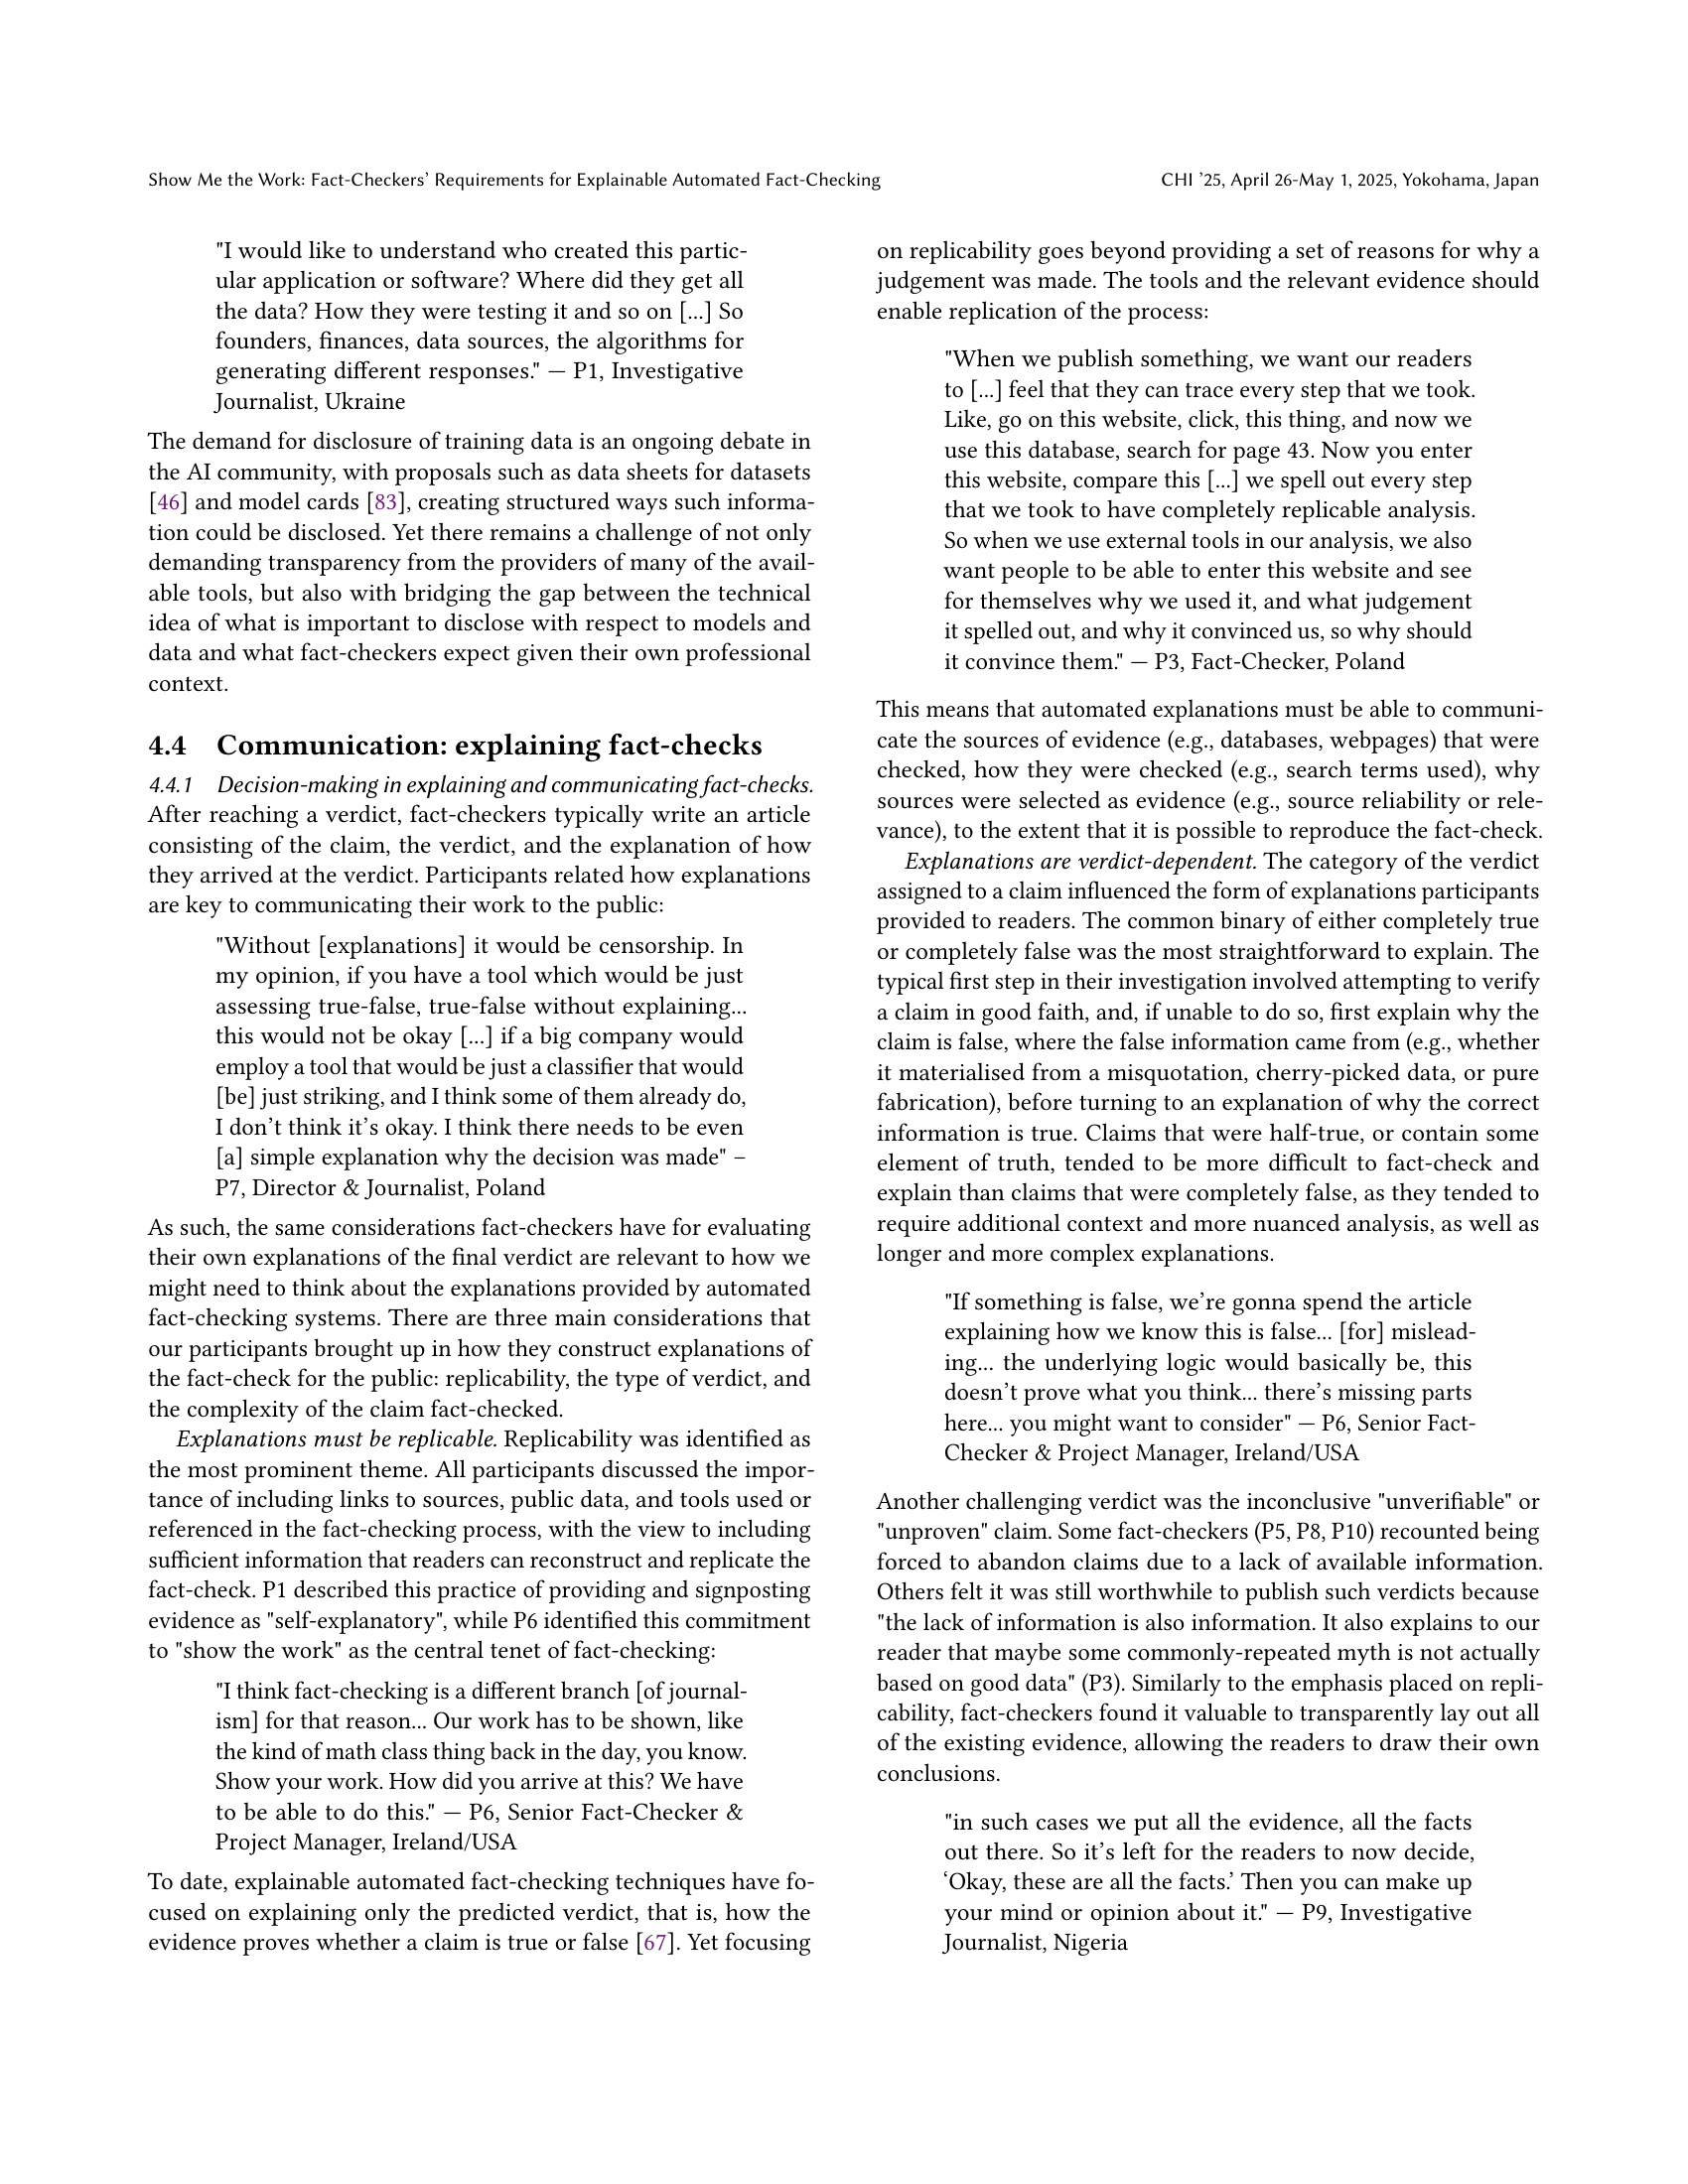 Show Me the Work: Fact-Checkers’ Requirements for Explainable Automated Fact-Checking
CHI ’25, April 26-May 1, 2025, Yokohama, Japan
"I would like to understand who created this partic-
ular application or software? Where did they get all
the data? How they were testing it and so on [...] So
founders, finances, data sources, the algorithms for
generating different responses." — P1, Investigative
Journalist, Ukraine
The demand for disclosure of training data is an ongoing debate in
the AI community, with proposals such as data sheets for datasets
[46] and model cards [83], creating structured ways such informa-
tion could be disclosed. Yet there remains a challenge of not only
demanding transparency from the providers of many of the avail-
able tools, but also with bridging the gap between the technical
idea of what is important to disclose with respect to models and
data and what fact-checkers expect given their own professional
context.
4.4 Communication: explaining fact-checks
4.4.1 Decision-making in explaining and communicating fact-checks.
After reaching a verdict, fact-checkers typically write an article
consisting of the claim, the verdict, and the explanation of how
they arrived at the verdict. Participants related how explanations
are key to communicating their work to the public:
"Without [explanations] it would be censorship. In
my opinion, if you have a tool which would be just
assessing true-false, true-false without explaining...
this would not be okay [...] if a big company would
employ a tool that would be just a classifier that would
[be] just striking, and I think some of them already do,
I don’t think it’s okay. I think there needs to be even
[a] simple explanation why the decision was made" –
P7, Director & Journalist, Poland
As such, the same considerations fact-checkers have for evaluating
their own explanations of the final verdict are relevant to how we
might need to think about the explanations provided by automated
fact-checking systems. There are three main considerations that
our participants brought up in how they construct explanations of
the fact-check for the public: replicability, the type of verdict, and
the complexity of the claim fact-checked.
Explanations must be replicable. Replicability was identified as
the most prominent theme. All participants discussed the impor-
tance of including links to sources, public data, and tools used or
referenced in the fact-checking process, with the view to including
sufficient information that readers can reconstruct and replicate the
fact-check. P1 described this practice of providing and signposting
evidence as "self-explanatory", while P6 identified this commitment
to "show the work" as the central tenet of fact-checking:
"I think fact-checking is a different branch [of journal-
ism] for that reason... Our work has to be shown, like
the kind of math class thing back in the day, you know.
Show your work. How did you arrive at this? We have
to be able to do this." — P6, Senior Fact-Checker &
Project Manager, Ireland/USA
To date, explainable automated fact-checking techniques have fo-
cused on explaining only the predicted verdict, that is, how the
evidence proves whether a claim is true or false [67]. Yet focusing
on replicability goes beyond providing a set of reasons for why a
judgement was made. The tools and the relevant evidence should
enable replication of the process:
"When we publish something, we want our readers
to [...] feel that they can trace every step that we took.
Like, go on this website, click, this thing, and now we
use this database, search for page 43. Now you enter
this website, compare this [...] we spell out every step
that we took to have completely replicable analysis.
So when we use external tools in our analysis, we also
want people to be able to enter this website and see
for themselves why we used it, and what judgement
it spelled out, and why it convinced us, so why should
it convince them." — P3, Fact-Checker, Poland
This means that automated explanations must be able to communi-
cate the sources of evidence (e.g., databases, webpages) that were
checked, how they were checked (e.g., search terms used), why
sources were selected as evidence (e.g., source reliability or rele-
vance), to the extent that it is possible to reproduce the fact-check.
Explanations are verdict-dependent. The category of the verdict
assigned to a claim influenced the form of explanations participants
provided to readers. The common binary of either completely true
or completely false was the most straightforward to explain. The
typical first step in their investigation involved attempting to verify
a claim in good faith, and, if unable to do so, first explain why the
claim is false, where the false information came from (e.g., whether
it materialised from a misquotation, cherry-picked data, or pure
fabrication), before turning to an explanation of why the correct
information is true. Claims that were half-true, or contain some
element of truth, tended to be more difficult to fact-check and
explain than claims that were completely false, as they tended to
require additional context and more nuanced analysis, as well as
longer and more complex explanations.
"If something is false, we’re gonna spend the article
explaining how we know this is false... [for] mislead-
ing... the underlying logic would basically be, this
doesn’t prove what you think... there’s missing parts
here... you might want to consider" — P6, Senior Fact-
Checker & Project Manager, Ireland/USA
Another challenging verdict was the inconclusive "unverifiable" or
"unproven" claim. Some fact-checkers (P5, P8, P10) recounted being
forced to abandon claims due to a lack of available information.
Others felt it was still worthwhile to publish such verdicts because
"the lack of information is also information. It also explains to our
reader that maybe some commonly-repeated myth is not actually
based on good data" (P3). Similarly to the emphasis placed on repli-
cability, fact-checkers found it valuable to transparently lay out all
of the existing evidence, allowing the readers to draw their own
conclusions.
"in such cases we put all the evidence, all the facts
out there. So it’s left for the readers to now decide,
‘Okay, these are all the facts.’ Then you can make up
your mind or opinion about it." — P9, Investigative
Journalist, Nigeria